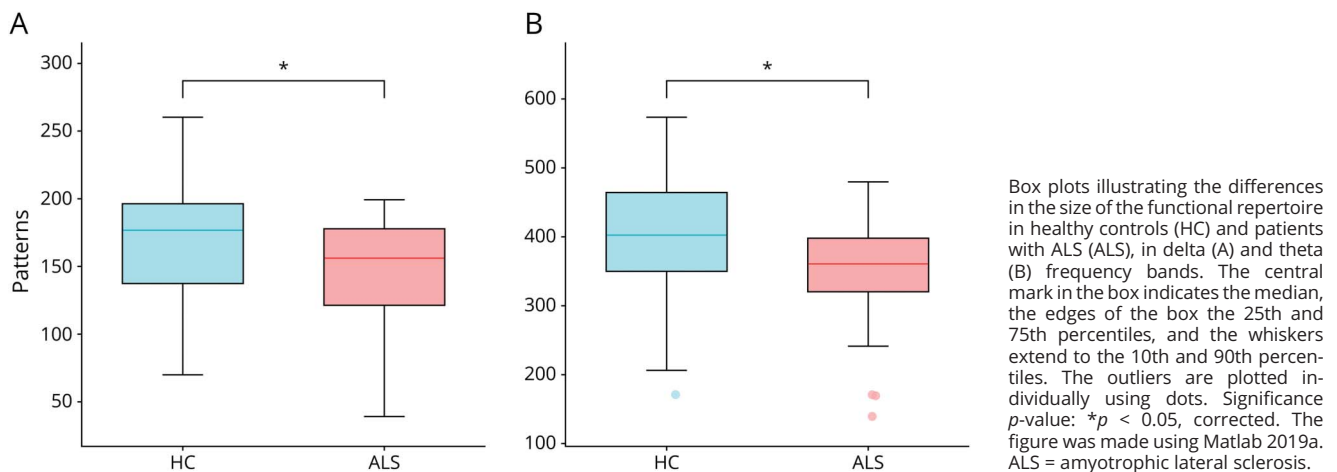 A
B
300
250
200
150
100
50
Patterns
*
HC
ALS
600
500
400
300
200
100
*
HC
ALS
Box plots illustrating the differences
in the size of the functional repertoire
in healthy controls (HC) and patients
with ALS (ALS), in delta (A) and theta
(B) frequency bands. The central
mark in the box indicates the median,
the edges of the box the 25th and
75th percentiles, and the whiskers
extend to the 10th and 90th percen-
tiles. The outliers are plotted in-
dividually using dots. Significance
p-value: *p < 0.05, corrected. The
figure was made using Matlab 2019a.
ALS = amyotrophic lateral sclerosis.